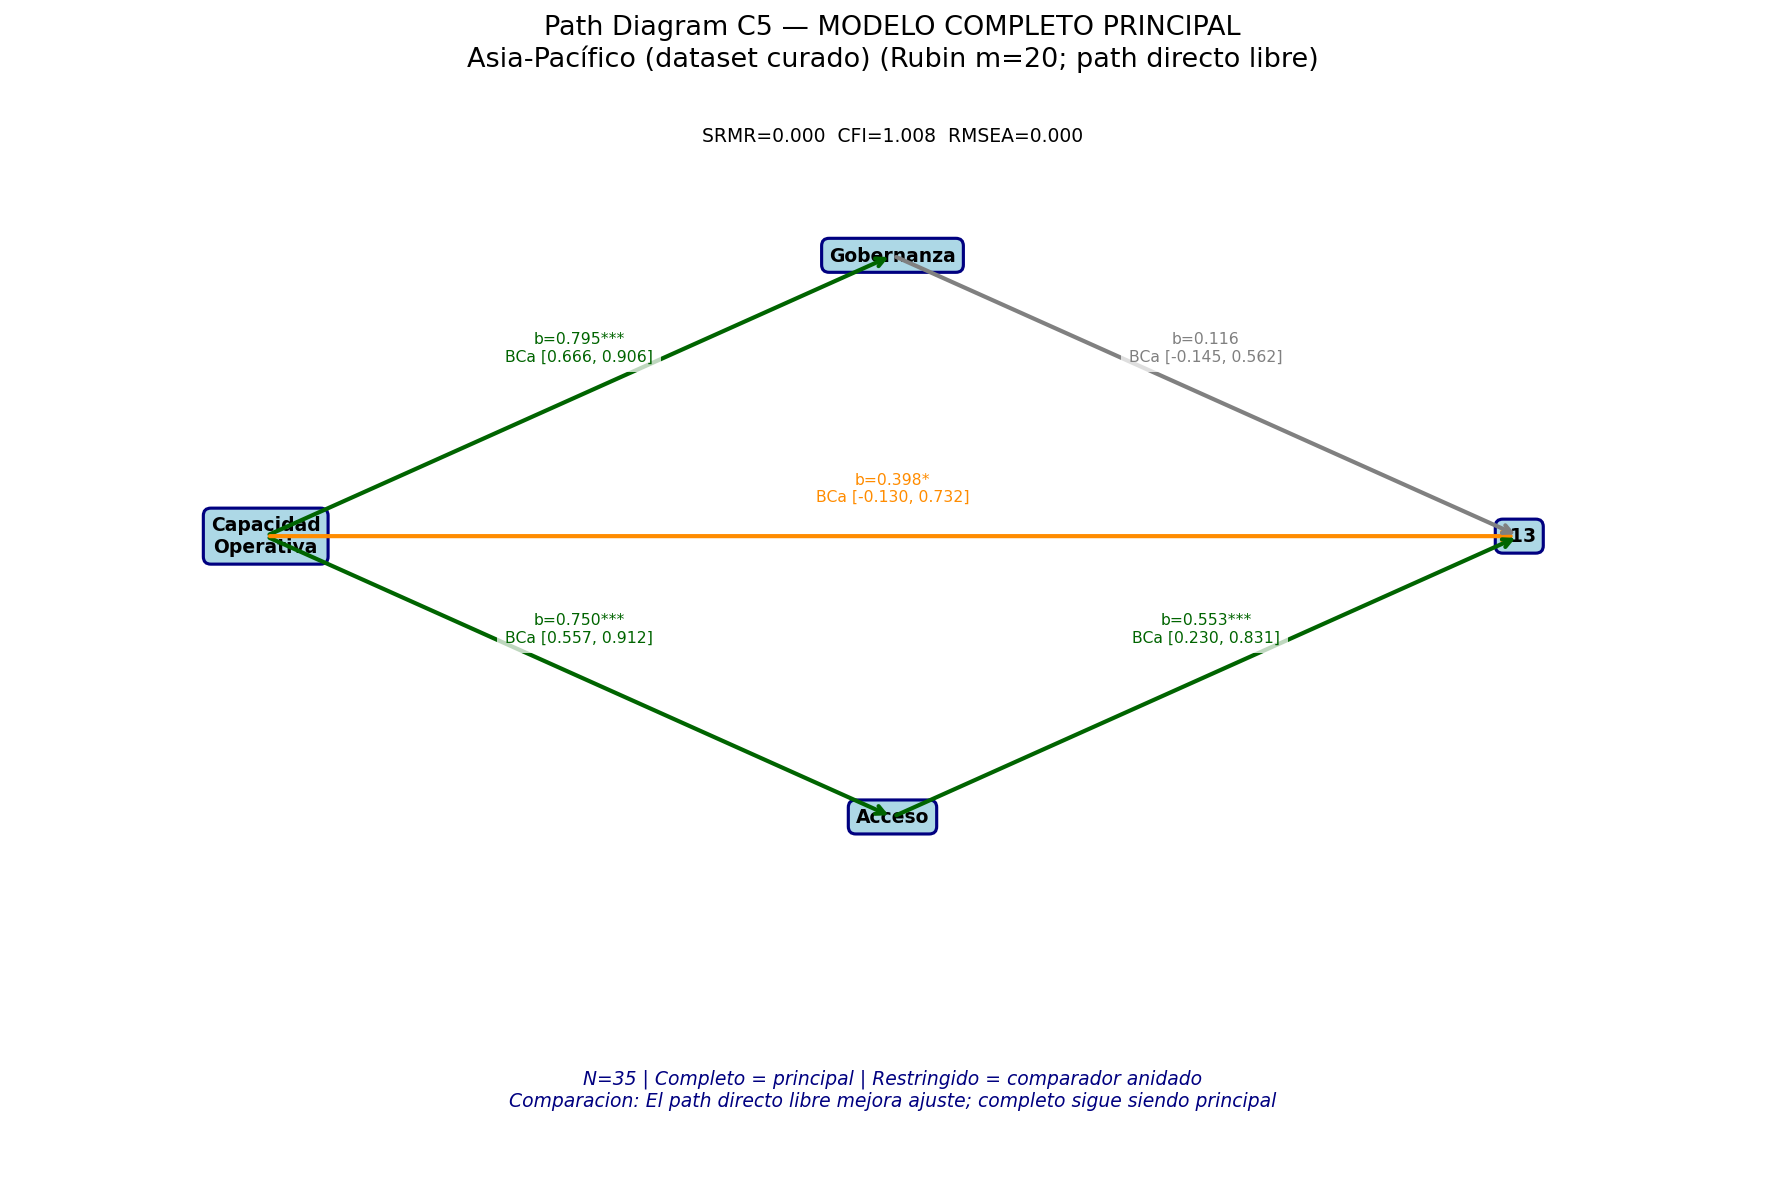 Path Diagram C5 — MODELO COMPLETO PRINCIPAL
Asia-Pacífico (dataset curado) (Rubin m=20; path directo libre)
SRMR=0.000 CFI=1.008 RMSEA=0.000
Gobernanza
b=0.795***
BCa [0.666, 0.906]
b=0.116
BCa [-0.145, 0.562]
b=0.398*
BCa [-0.130, 0.732]
Capacidad
Operativa
13
b=0.750***
BCa [0.557, 0.912]
b=0.553***
BCa [0.230, 0.831]
Acceso
N=35 | Completo = principal | Restringido = comparador anidado
Comparacion: El path directo libre mejora ajuste; completo sigue siendo principal